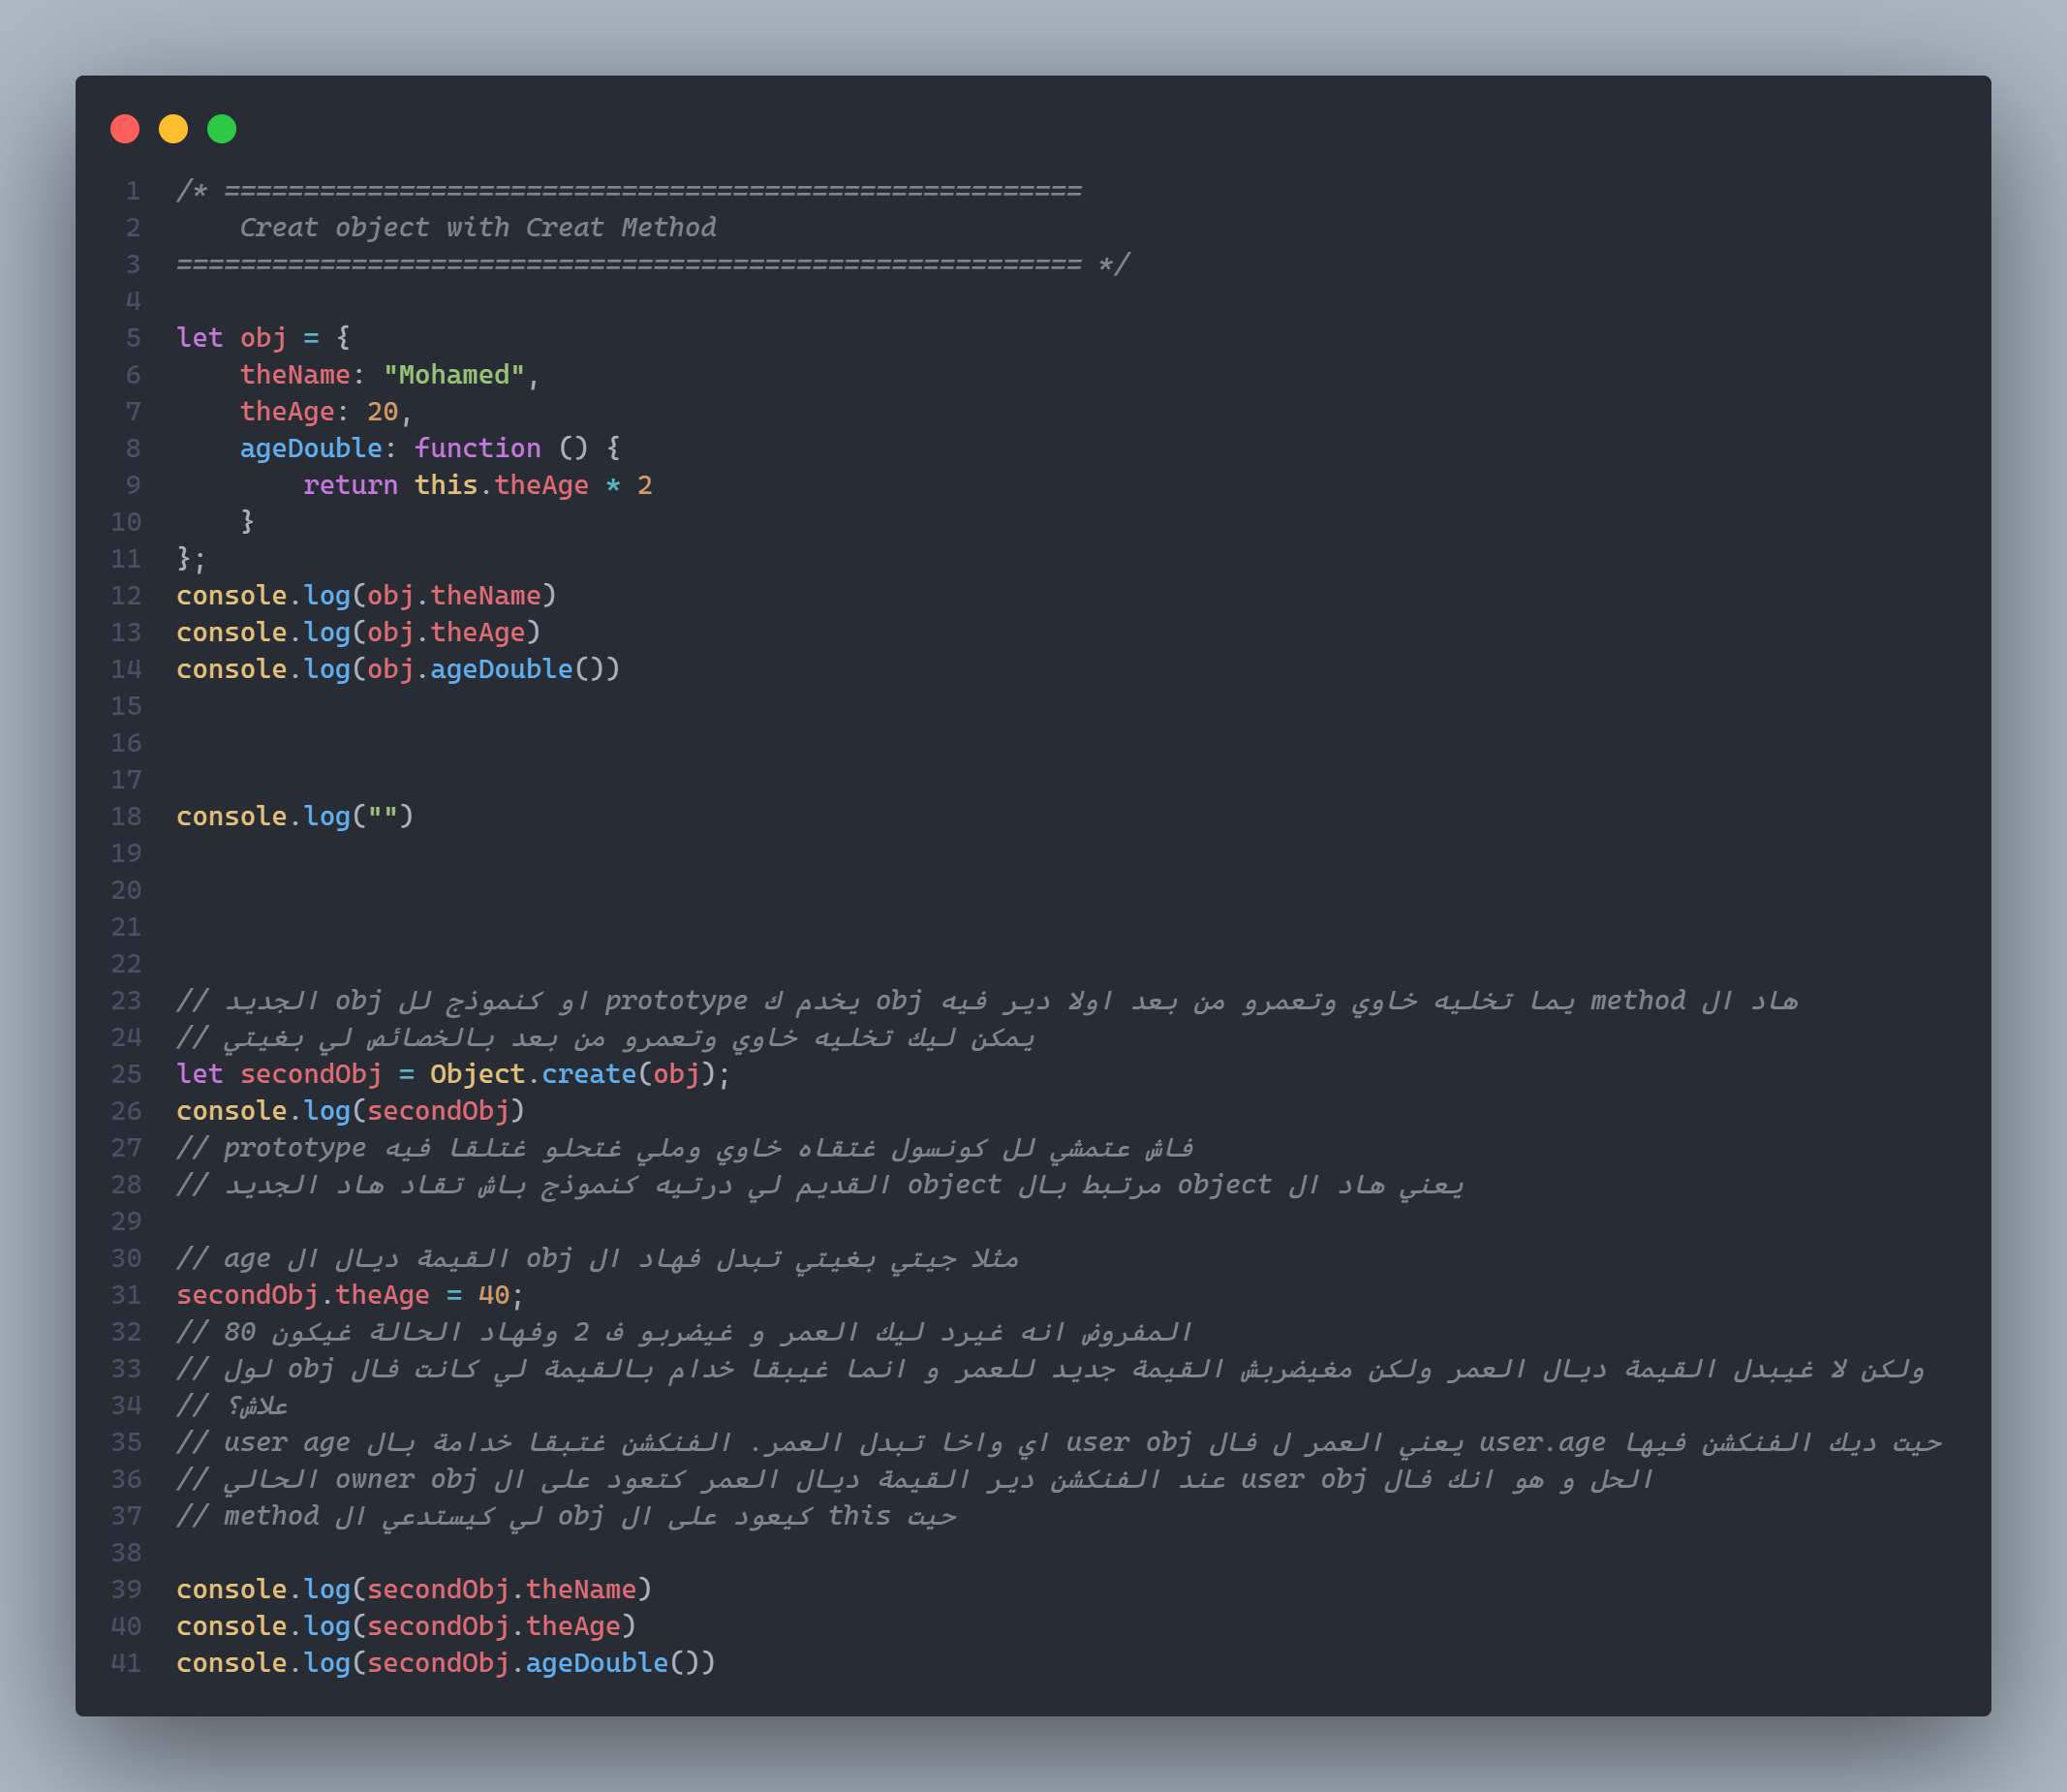 1 /* ======================================================
2 Creat object with Creat Method
3 ========================================================= */
4
5 let obj = {
6 theName: "Mohamed",
7 theAge: 20,
8 ageDouble: function () {
9 return this.theAge * 2
10 }
11 };
12 console.log(obj.theName)
13 console.log(obj.theAge)
14 console.log(obj.ageDouble())
15
16
17
18 console.log("")
19
20
21
22
23 // هاد ال method يما تخليه خاوي وتعمرو من بعد اولا دير فيه obj يخدم ك prototype او كنموذج لل obj الجديد
24 // يمكن ليك تخليه خاوي وتعمرو من بعد بالخصائص لي بغيتي
25 let secondObj = Object.create(obj);
26 console.log(secondObj)
27 // prototype فاش عتمشي لل كونسول غتقاه خاوي وملي غتحلو غتلقا فيه
28 // يعني هاد ال object مرتبط بال object القديم لي درتيه كنموذج باش تقاد هاد الجديد
29
30 // age مثلا جيتي بغيتي تبدل فهاد ال obj القيمة ديال ال
31 secondObj.theAge = 40;
32 // المفروض انه غيرد ليك العمر و غيضربو ف 2 وفهاد الحالة غيكون 80
33 // ولكن لا غيبدل القيمة ديال العمر ولكن مغيضربش القيمة جديد للعمر و انما غيبقا خدام بالقيمة لي كانت فال obj لول
34 // علاش؟
35 // user age حيت ديك الفنكشن فيها user.age يعني العمر ل فال user obj اي واخا تبدل العمر. الفنكشن غتبقا خدامة بال
36 // الحل و هو انك فال user obj عند الفنكشن دير القيمة ديال العمر كتعود على ال owner obj الحالي
37 // method حيت this كيعود على ال obj لي كيستدعي ال
38
39 console.log(secondObj.theName)
40 console.log(secondObj.theAge)
41 console.log(secondObj.ageDouble())